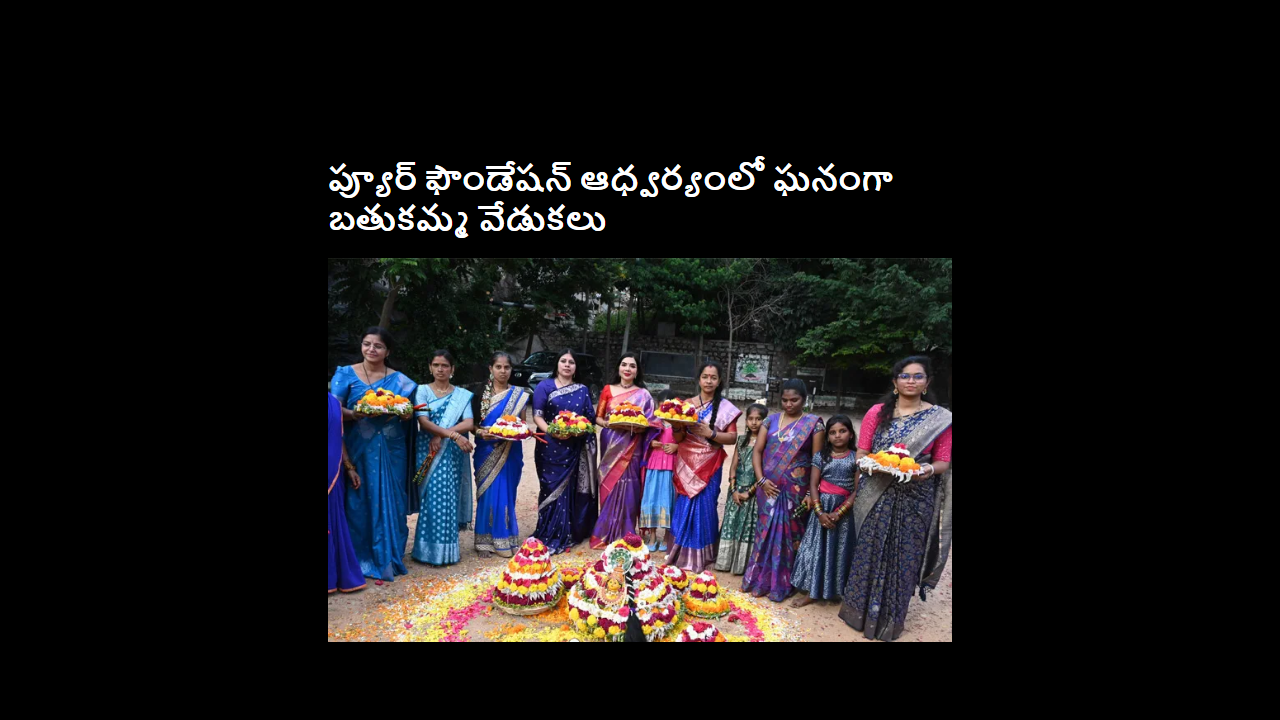 ప్యూర్ ఫౌండేషన్ ఆధ్వర్యంలో ఘనంగా
బతుకమ్మ వేడుకలు